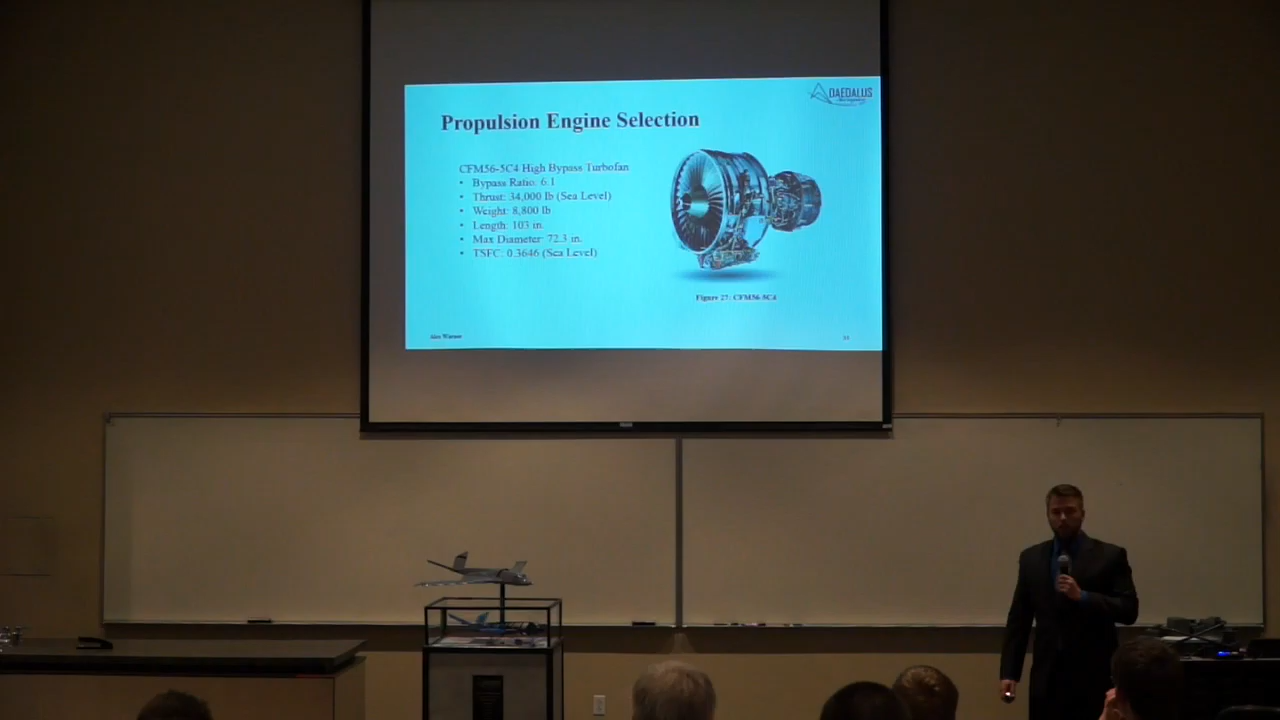 DAEDALUS
Propulsion Engine Selection
CFM56-5C4 High Bypass Turbofan
• Bypass Ratio: 6.1
• Thrust: 34,000 lb (Sea Level)
• Weight: 8,800 lb
• Length: 103 in.
• Max Diameter: 72.3 in.
• TSFC: 0.3646 (Sea Level)
Figure 27: CFM56-5C4
Alex Warner